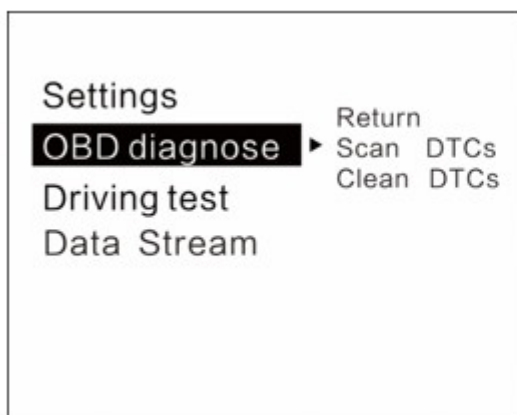 Settings
OBD diagnose
Driving test
Data Stream
Return
Scan DTCs
Clean DTCs